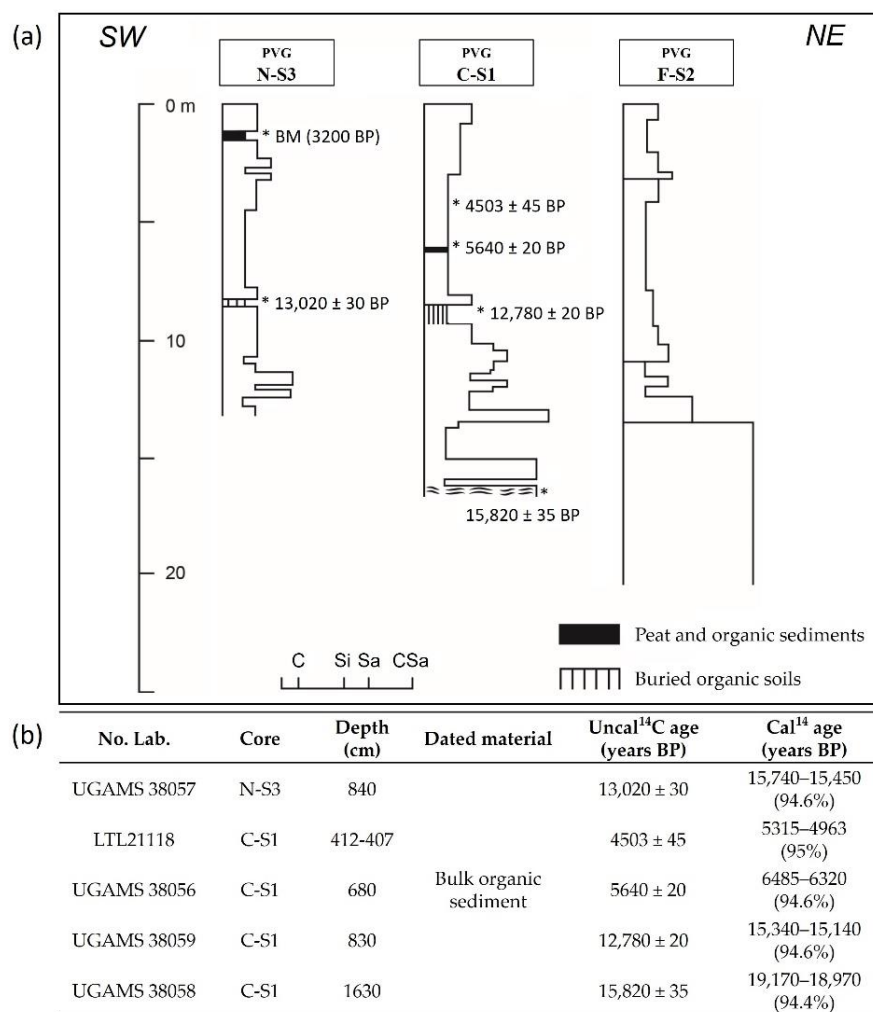 (a)
SW
NE
PVG
N-S3
PVG
C-S1
PVG
F-S2
0 m
* BM (3200 BP)
* 4503 ± 45 BP
* 5640 ± 20 BP
* 13,020 ± 30 BP
* 12,780 ± 20 BP
10
*
15,820 ± 35 BP
20
C Si Sa CSa
Peat and organic sediments
Buried organic soils
(b)
No. Lab. Core Depth (cm) Dated material Uncal¹⁴C age (years BP) Cal¹⁴ age (years BP)
UGAMS 38057 N-S3 840 13,020 ± 30 15,740–15,450 (94.6%)
LTL21118 C-S1 412-407 4503 ± 45 5315–4963 (95%)
Bulk organic sediment
UGAMS 38056 C-S1 680 5640 ± 20 6485–6320 (94.6%)
UGAMS 38059 C-S1 830 12,780 ± 20 15,340–15,140 (94.6%)
UGAMS 38058 C-S1 1630 15,820 ± 35 19,170–18,970 (94.4%)